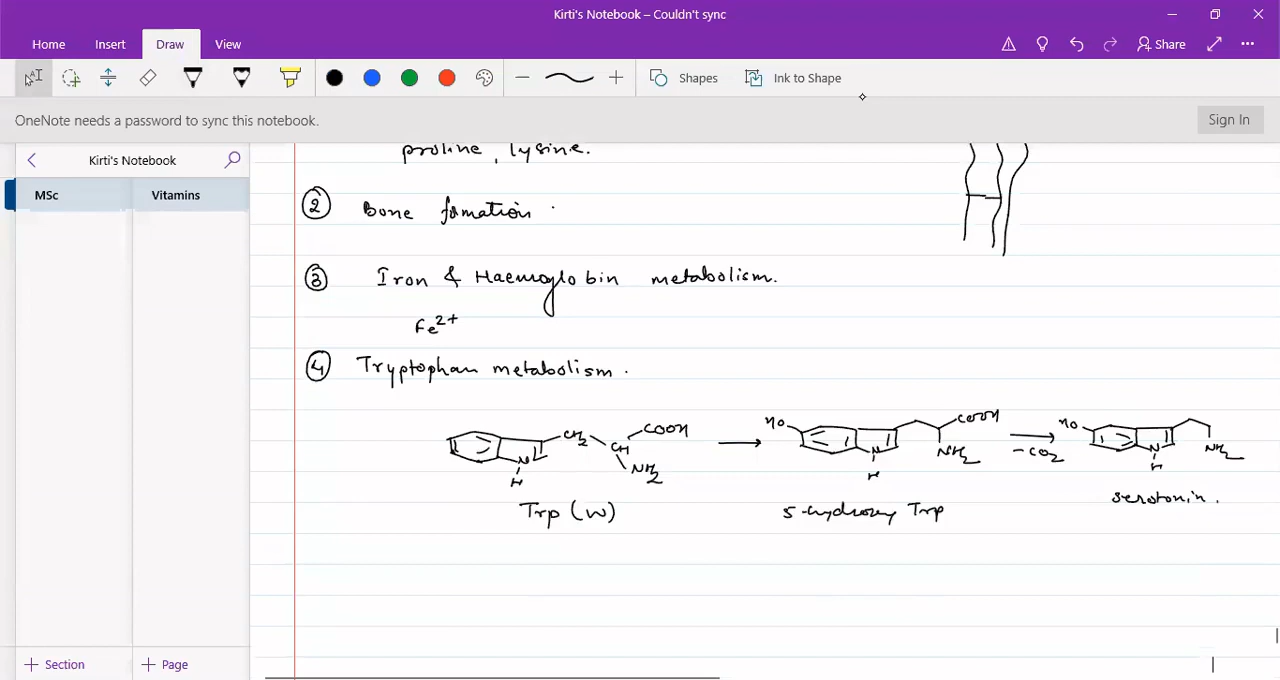 Kirti's Notebook – Couldn't sync
Home Insert Draw View Share
Shapes Ink to Shape
OneNote needs a password to sync this notebook. Sign In
Kirti's Notebook
MSc Vitamins
proline, lysine.
② Bone fomation.
③ Iron & Haemoglobin metabolism.
Fe2+
④ Tryptophan metabolism.
CH2 CH COOH NH2 N H
HO COOH NH2 N H
-CO2
HO NH2 N H
Trp (W) 5-hydroxy Trp serotonin.
+ Section + Page